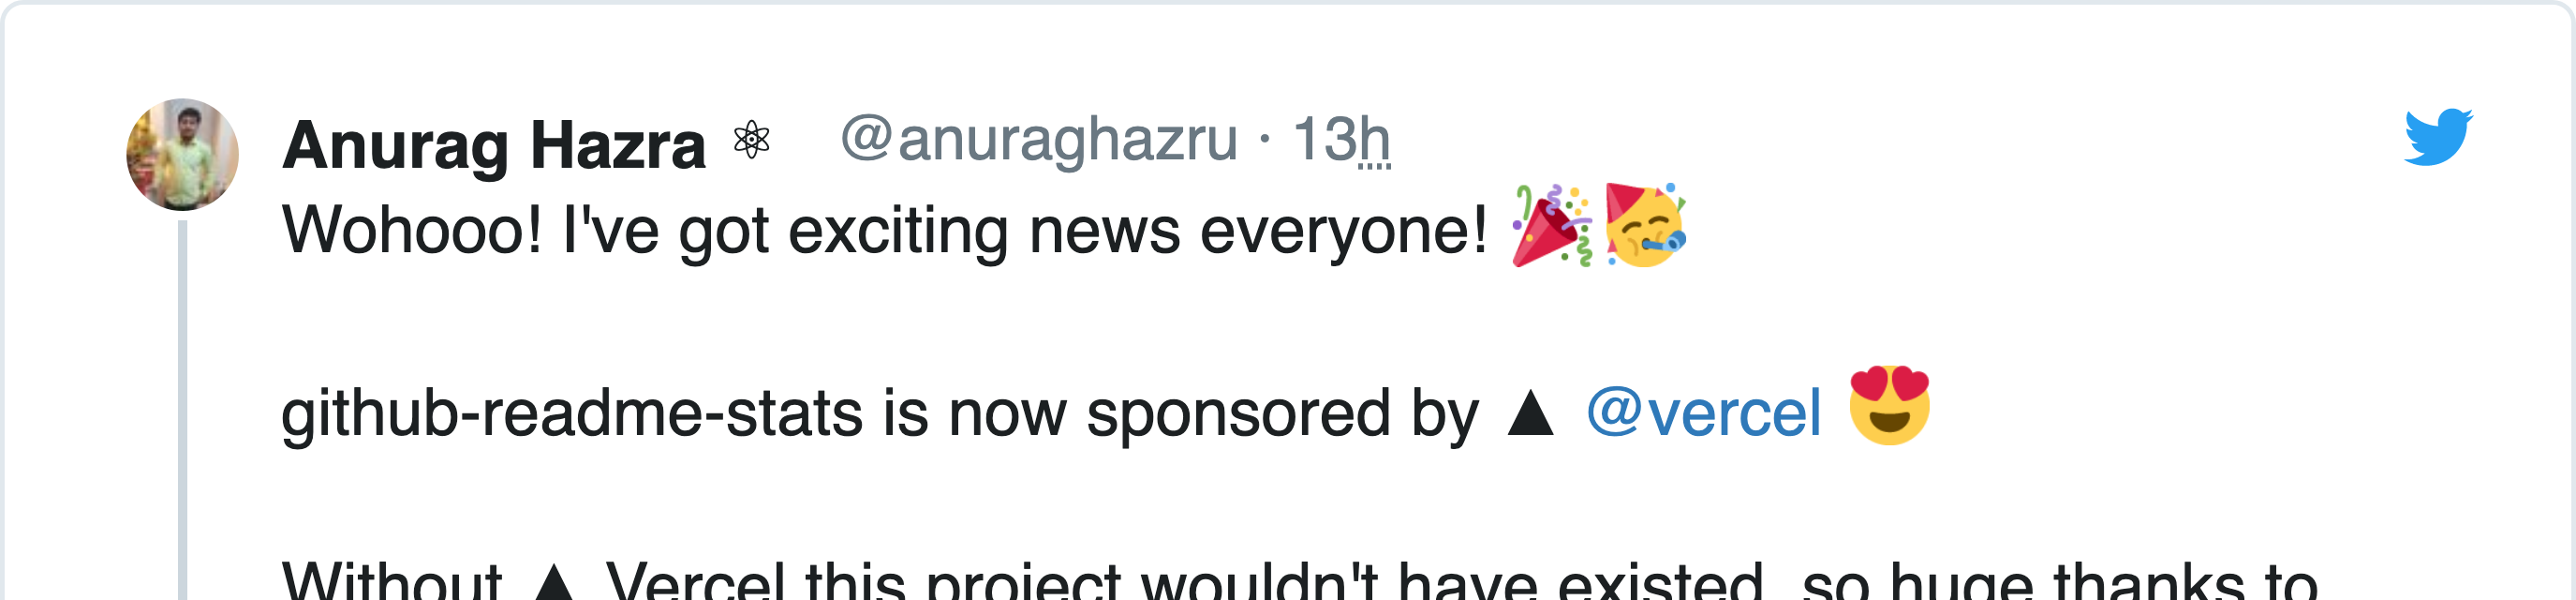 Anurag Hazra ⚛ @anuraghazru · 13h
Wohooo! I've got exciting news everyone! 🎉🥳
github-readme-stats is now sponsored by ▲ @vercel 😍
Without ▲ Vercel this project wouldn't have existed, so huge thanks to